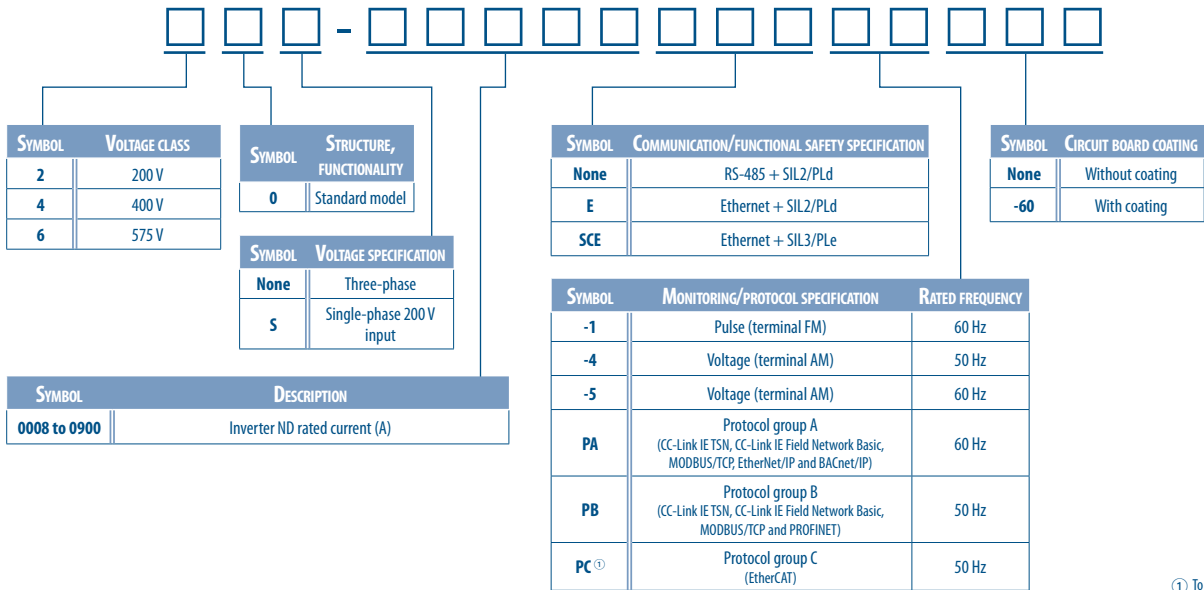 SYMBOL VOLTAGE CLASS
2 200 V
4 400 V
6 575 V
SYMBOL STRUCTURE,
FUNCTIONALITY
0 Standard model
SYMBOL VOLTAGE SPECIFICATION
None Three-phase
S Single-phase 200 V
input
SYMBOL DESCRIPTION
0008 to 0900 Inverter ND rated current (A)
SYMBOL COMMUNICATION/FUNCTIONAL SAFETY SPECIFICATION
None RS-485 + SIL2/PLd
E Ethernet + SIL2/PLd
SCE Ethernet + SIL3/PLe
SYMBOL MONITORING/PROTOCOL SPECIFICATION RATED FREQUENCY
-1 Pulse (terminal FM) 60 Hz
-4 Voltage (terminal AM) 50 Hz
-5 Voltage (terminal AM) 60 Hz
PA Protocol group A 60 Hz
(CC-Link IE TSN, CC-Link IE Field Network Basic,
MODBUS/TCP, EtherNet/IP and BACnet/IP)
PB Protocol group B 50 Hz
(CC-Link IE TSN, CC-Link IE Field Network Basic,
MODBUS/TCP and PROFINET)
PC ① Protocol group C 50 Hz
(EtherCAT)
SYMBOL CIRCUIT BOARD COATING
None Without coating
-60 With coating
① To